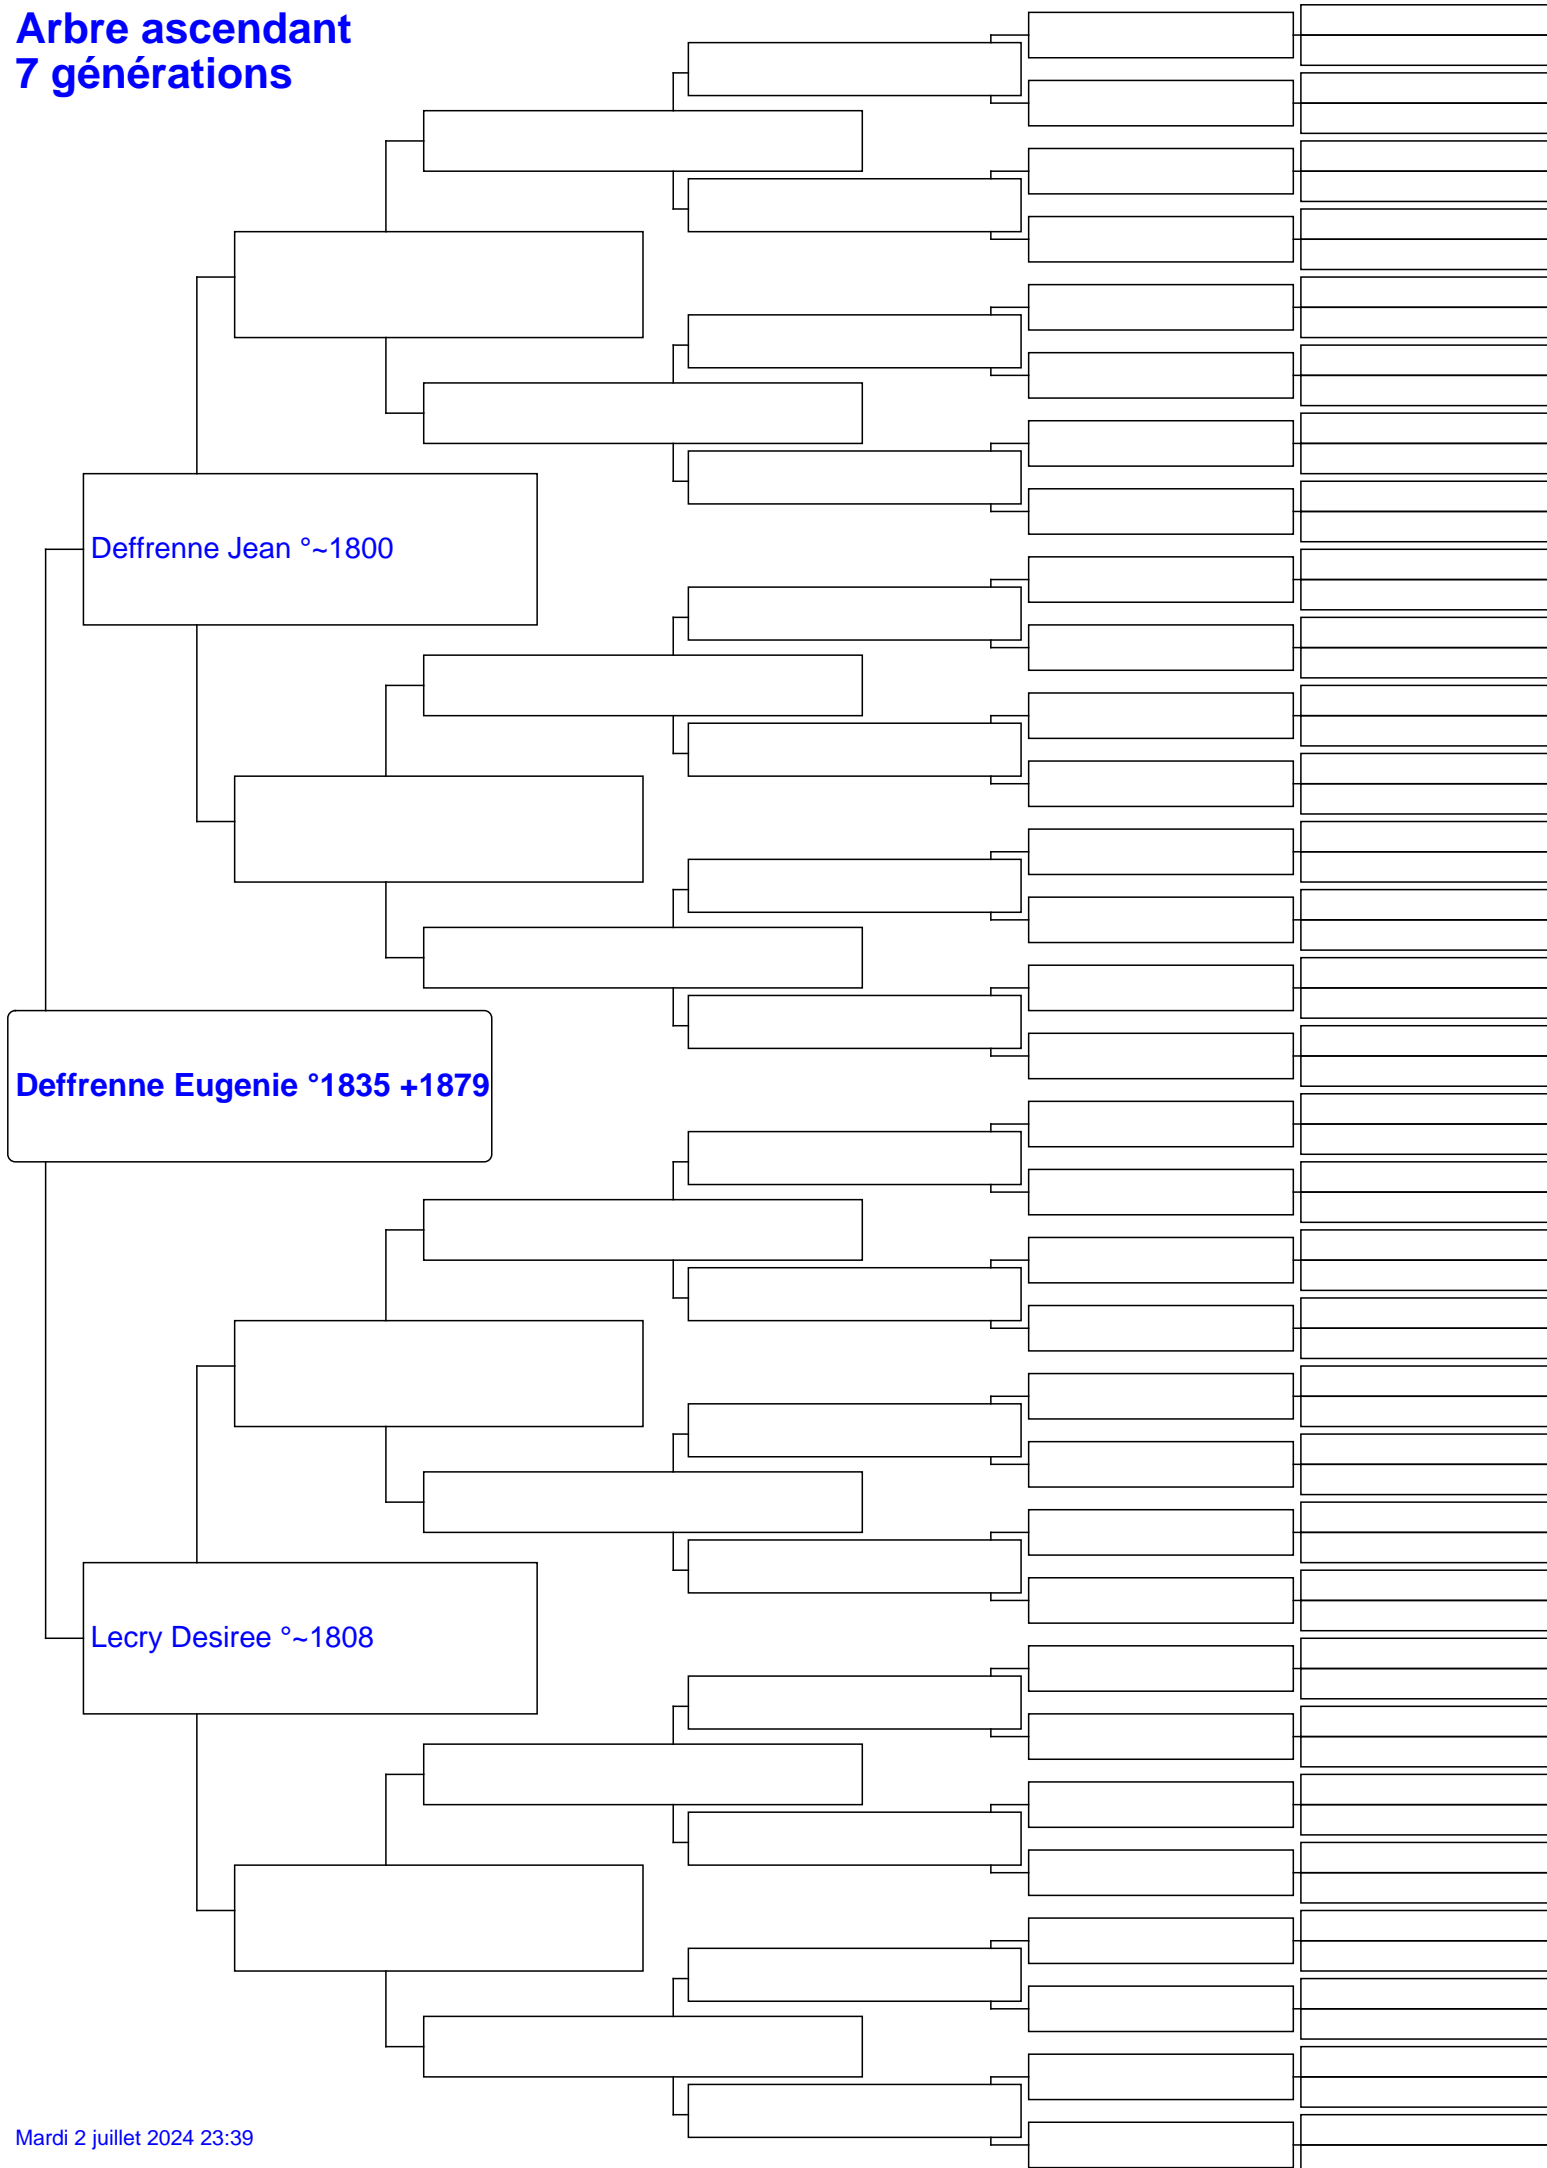 Arbre ascendant
7 générations
Deffrenne Jean °~1800
Deffrenne Eugenie °1835 +1879
Lecry Desiree °~1808
Mardi 2 juillet 2024 23:39